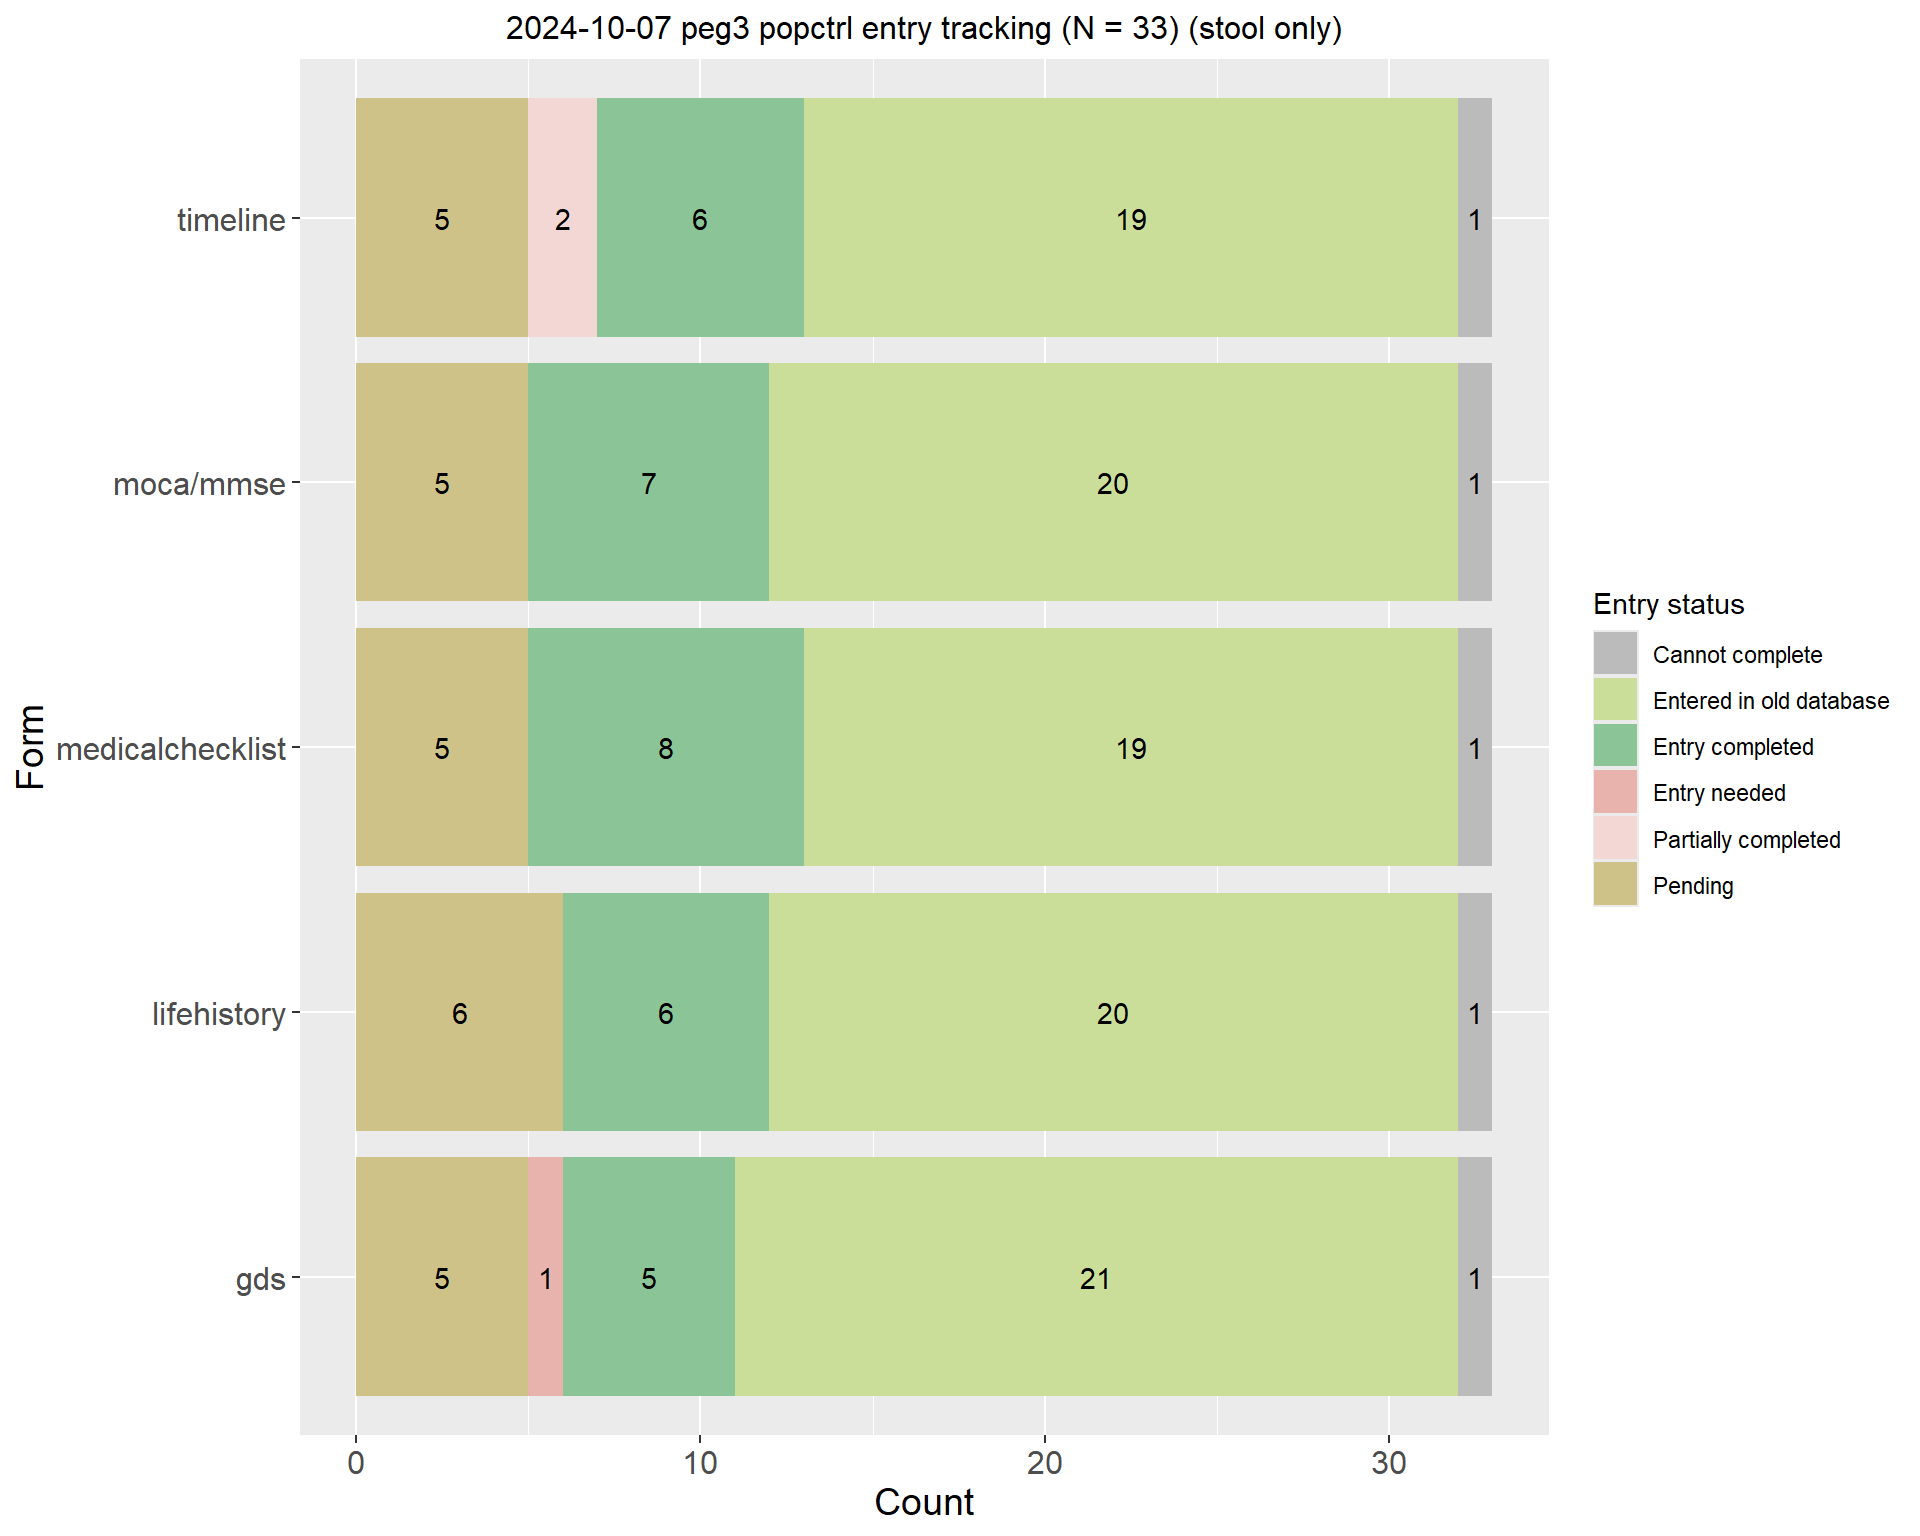 2024-10-07 peg3 popctrl entry tracking (N = 33) (stool only)
timeline
5 2 6 19 1
moca/mmse
5 7 20 1
medicalchecklist
5 8 19 1
lifehistory
6 6 20 1
gds
5 1 5 21 1
Form
0 10 20 30
Count
Entry status
Cannot complete
Entered in old database
Entry completed
Entry needed
Partially completed
Pending